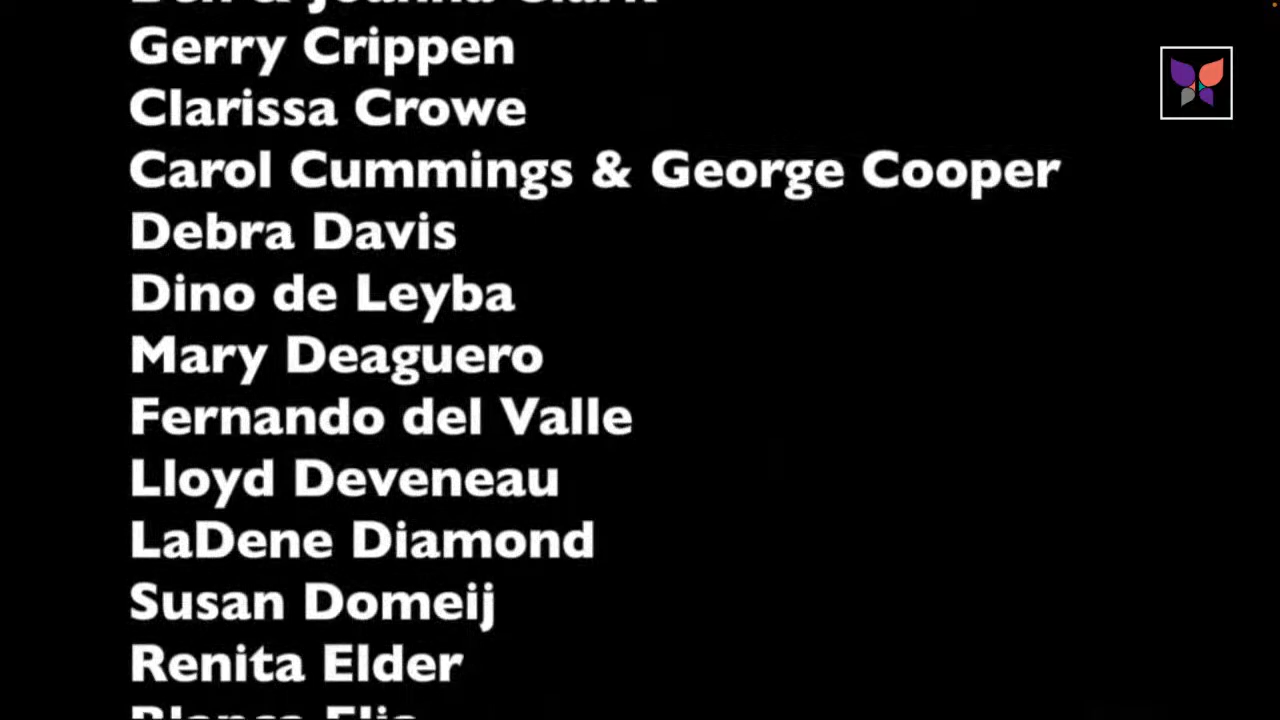 Gerry Crippen
Clarissa Crowe
Carol Cummings & George Cooper
Debra Davis
Dino de Leyba
Mary Deaguero
Fernando del Valle
Lloyd Deveneau
LaDene Diamond
Susan Domeij
Renita Elder